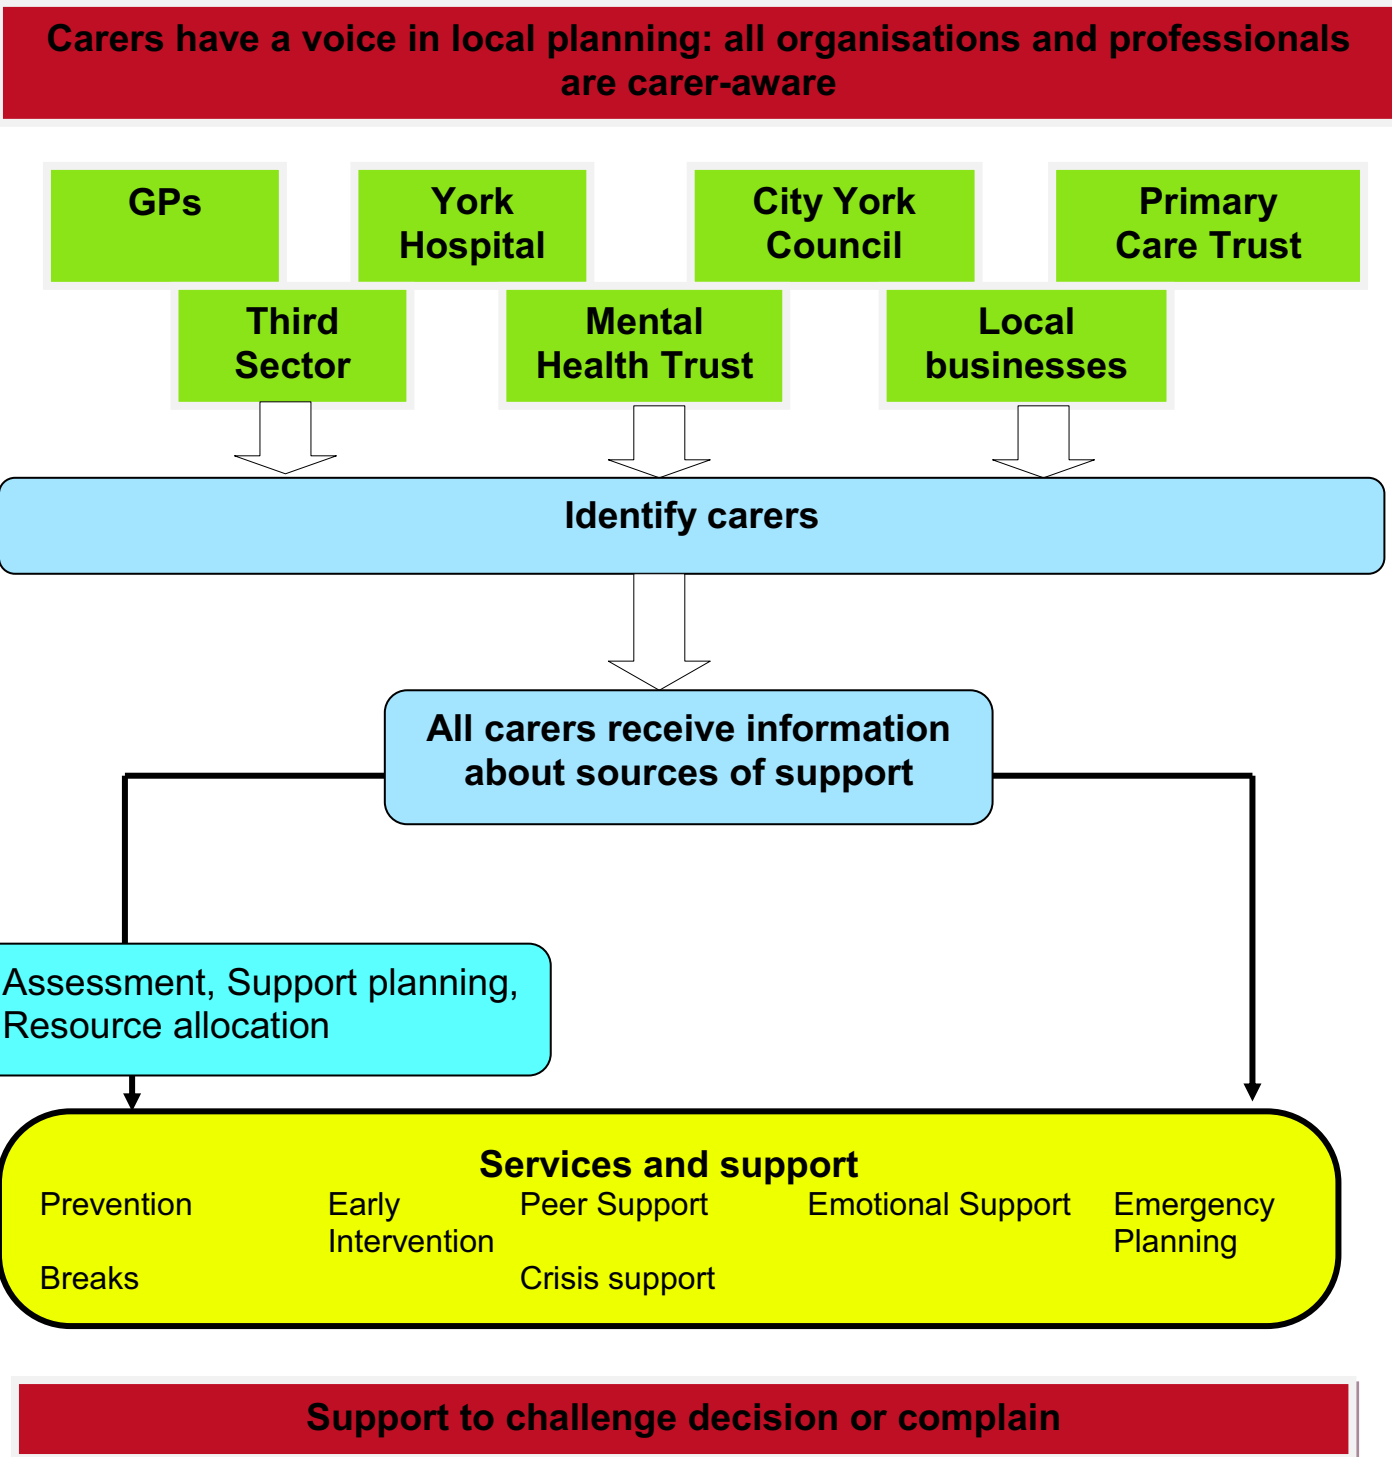 Carers have a voice in local planning: all organisations and professionals
are carer-aware
GPs
York
Hospital
City York
Council
Primary
Care Trust
Third
Sector
Mental
Health Trust
Local
businesses
Identify carers
All carers receive information
about sources of support
Assessment, Support planning,
Resource allocation
Services and support
Prevention
Early
Intervention
Peer Support
Emotional Support
Emergency
Planning
Breaks
Crisis support
Support to challenge decision or complain